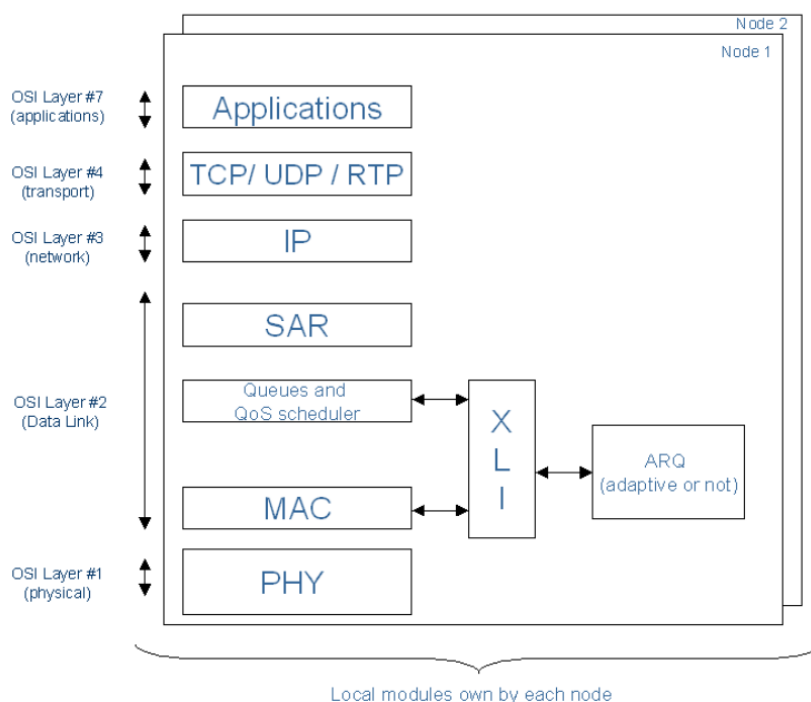 Node 2
Node 1
OSI Layer #7
(applications)
Applications
OSI Layer #4
(transport)
TCP/ UDP / RTP
OSI Layer #3
(network)
IP
SAR
OSI Layer #2
(Data Link)
Queues and
QoS scheduler
X
L
I
ARQ
(adaptive or not)
MAC
OSI Layer #1
(physical)
PHY
Local modules own by each node